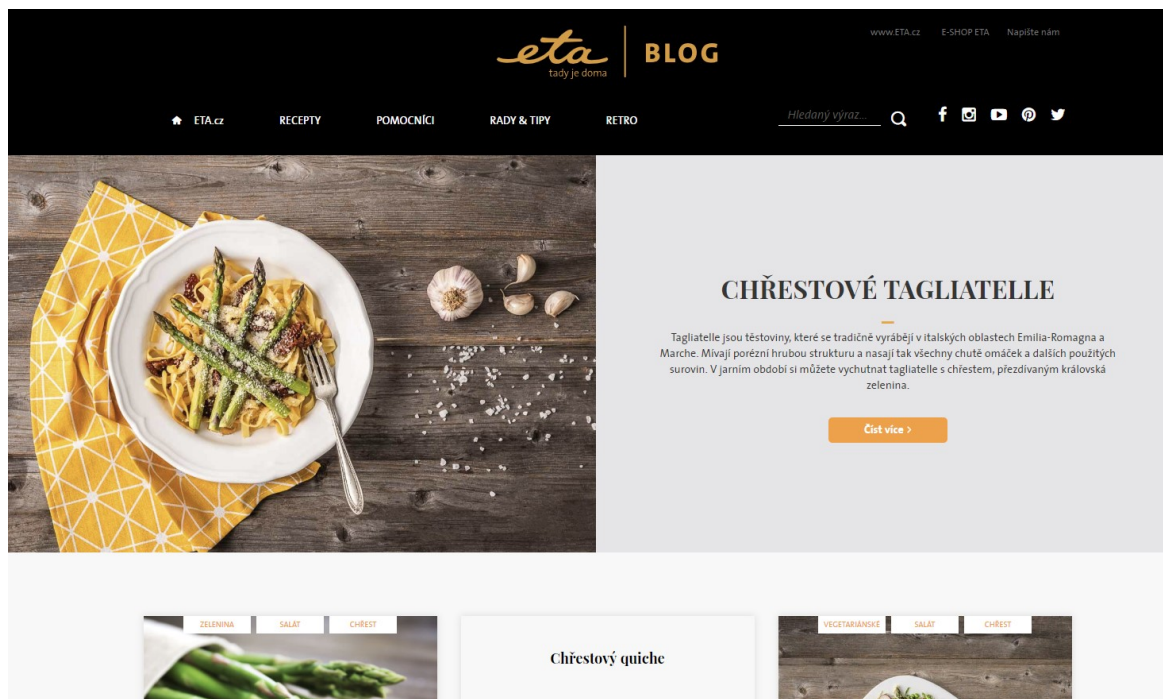 www.ETA.cz E-SHOP ETA Napište nám
eta BLOG
tady je doma
ETA.cz RECEPTY POMOCNÍCI RADY & TIPY RETRO Hledaný výraz...
CHŘESTOVÉ TAGLIATELLE
Tagliatelle jsou těstoviny, které se tradičně vyrábějí v italských oblastech Emilia-Romagna a
Marche. Mívají porézní hrubou strukturu a nasají tak všechny chutě omáček a dalších použitých
surovin. V jarním období si můžete vychutnat tagliatelle s chřestem, přezdívaným královská
zelenina.
Číst více >
ZELENINA SALÁT CHŘEST
VEGETARIÁNSKÉ SALÁT CHŘEST
Chřestový quiche